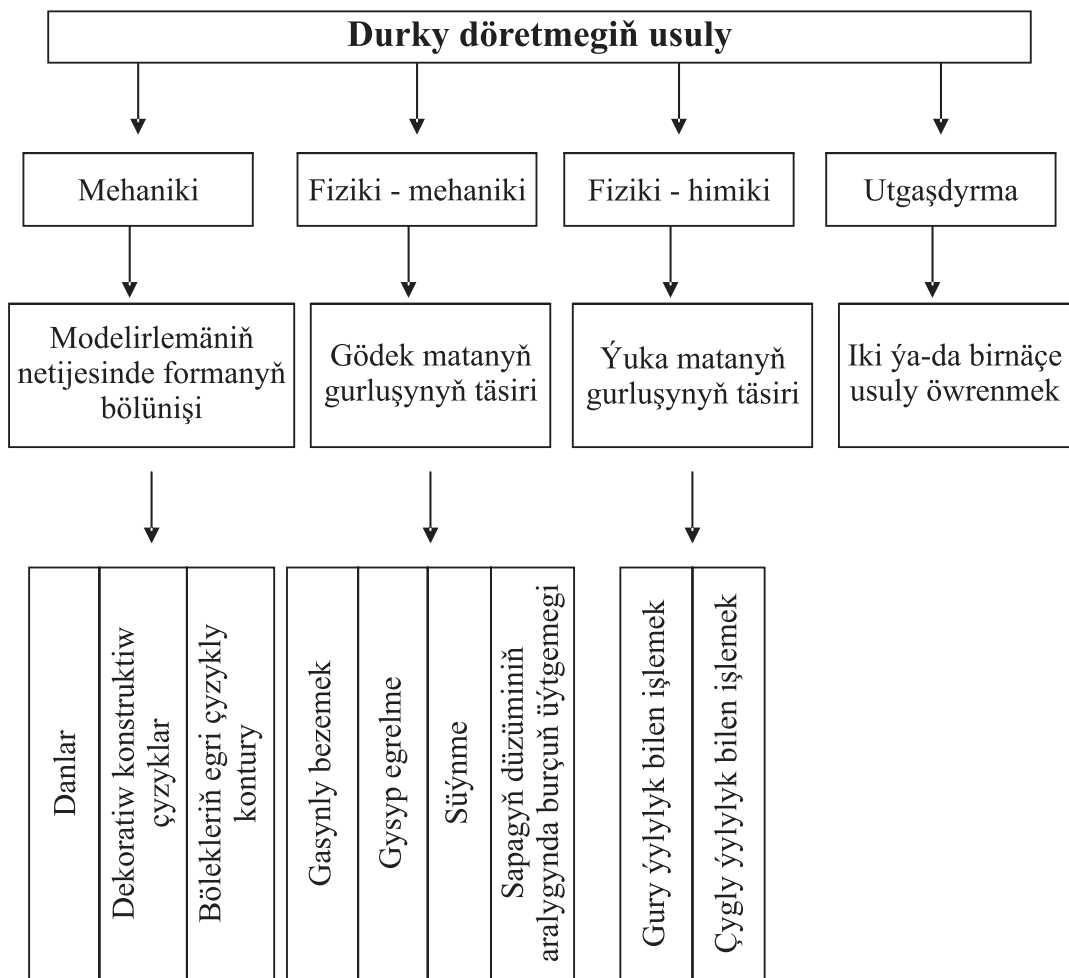 Durky döretmegiň usuly
Mehaniki
Fiziki - mehaniki
Fiziki - himiki
Utgaşdyrma
Modelirlemäniň
netijesinde formanyň
bölünişi
Gödek matanyň
gurluşynyň täsiri
Ýuka matanyň
gurluşynyň täsiri
Iki ýa-da birnäçe
usuly öwrenmek
Danlar
Dekoratiw konstruktiw
çyzyklar
Bölekleriň egri çyzykly
kontury
Gasynly bezemek
Gysyp egrelme
Süýnme
Sapagyň düzüminiň
aralygynda burçuň üýtgemegi
Gury ýylylyk bilen işlemek
Çygly ýylylyk bilen işlemek